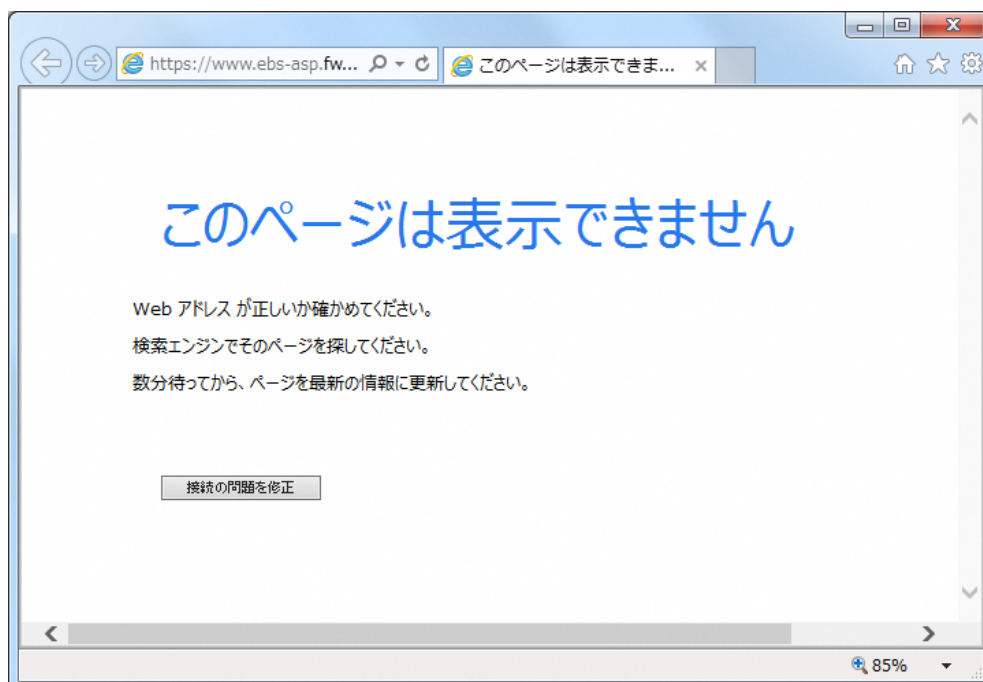 https://www.ebs-asp.fw...
このページは表示できま...
このページは表示できません
Web アドレス が正しいか確かめてください。
検索エンジンでそのページを探してください。
数分待ってから、ページを最新の情報に更新してください。
接続の問題を修正
85%